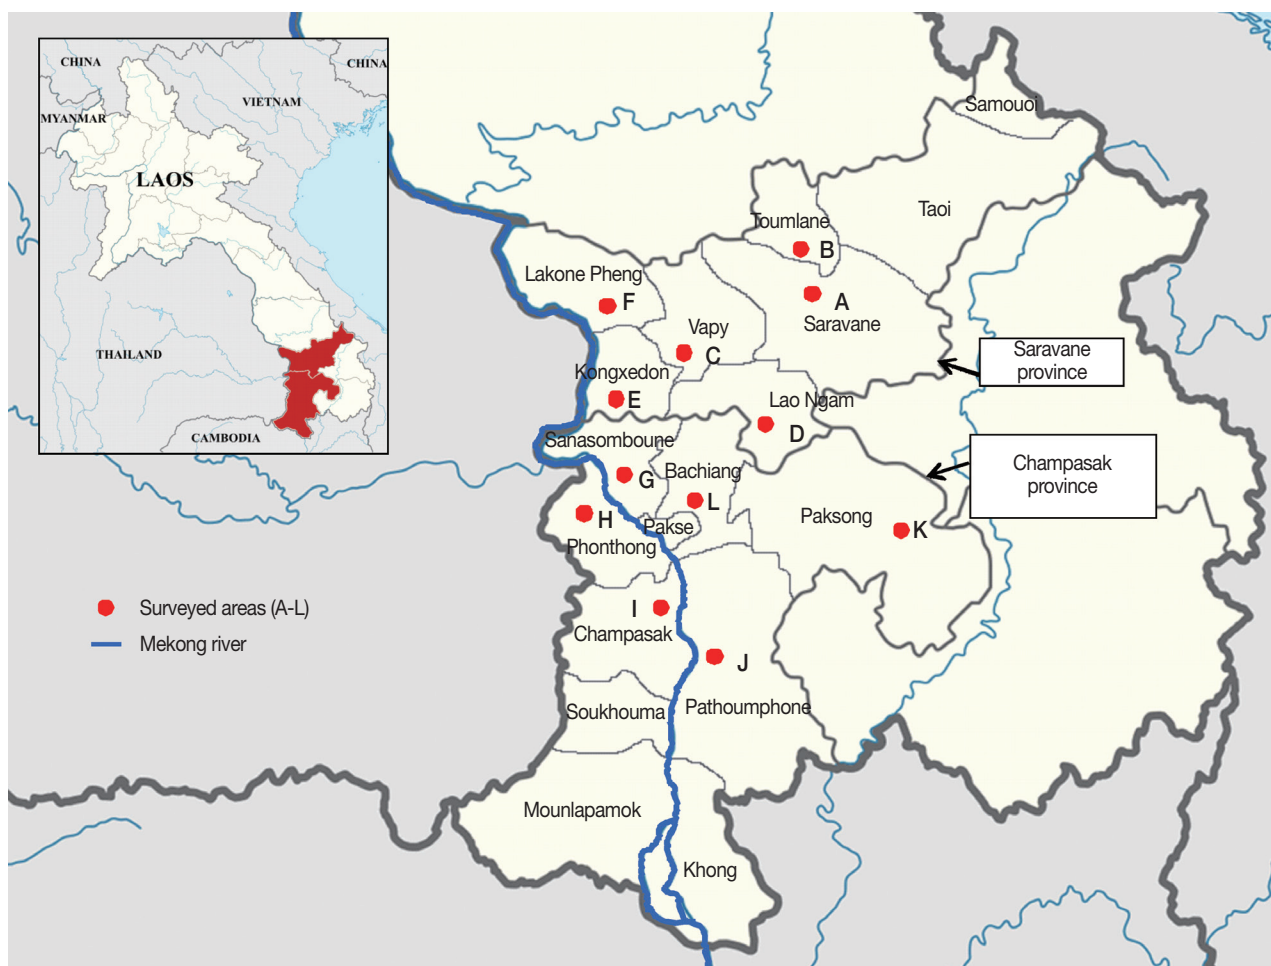 CHINA
CHINA
VIETNAM
MYANMAR
LAOS
THAILAND
CAMBODIA
Samouoi
Taoi
Toumlane
B
Lakone Pheng
F
A
Saravane
Vapy
C
Saravane
province
Kongxedon
E
Lao Ngam
D
Sanasomboune
G
Bachiang
L
Champasak
province
H
Pakse
Paksong
K
Phonthong
I
Champasak
J
Pathoumphone
Soukhouma
Mounlapamok
Khong
Surveyed areas (A-L)
Mekong river